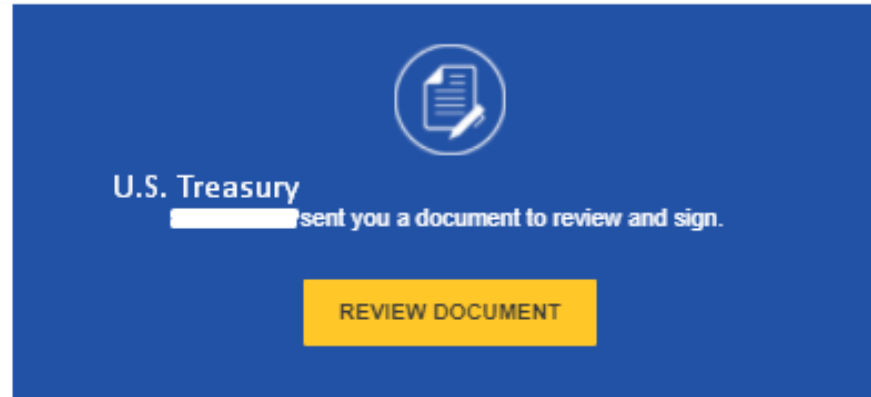 U.S. Treasury
sent you a document to review and sign.
REVIEW DOCUMENT